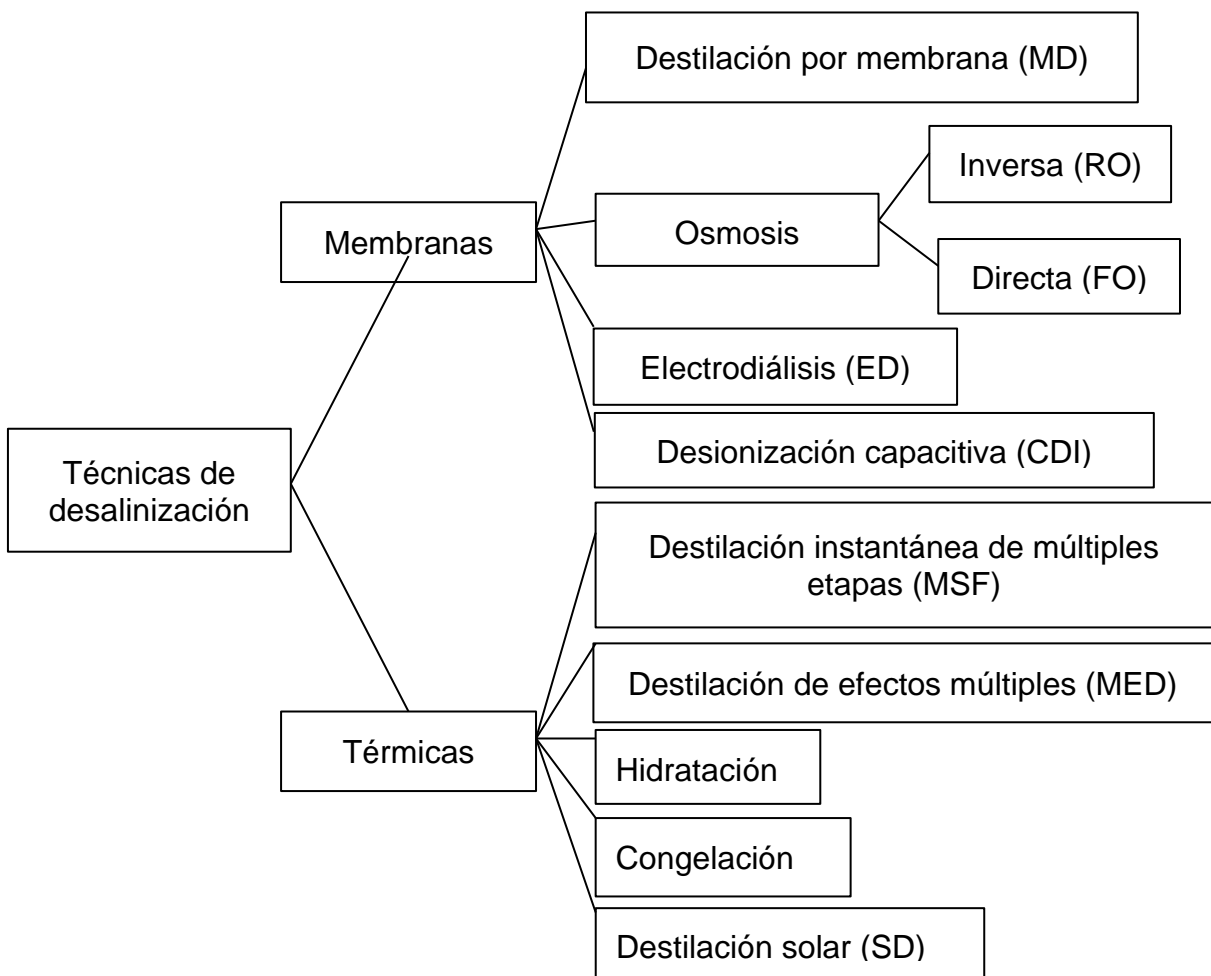 Destilación por membrana (MD)
Inversa (RO)
Membranas
Osmosis
Directa (FO)
Electrodiálisis (ED)
Técnicas de
desalinización
Desionización capacitiva (CDI)
Destilación instantánea de múltiples
etapas (MSF)
Destilación de efectos múltiples (MED)
Térmicas
Hidratación
Congelación
Destilación solar (SD)